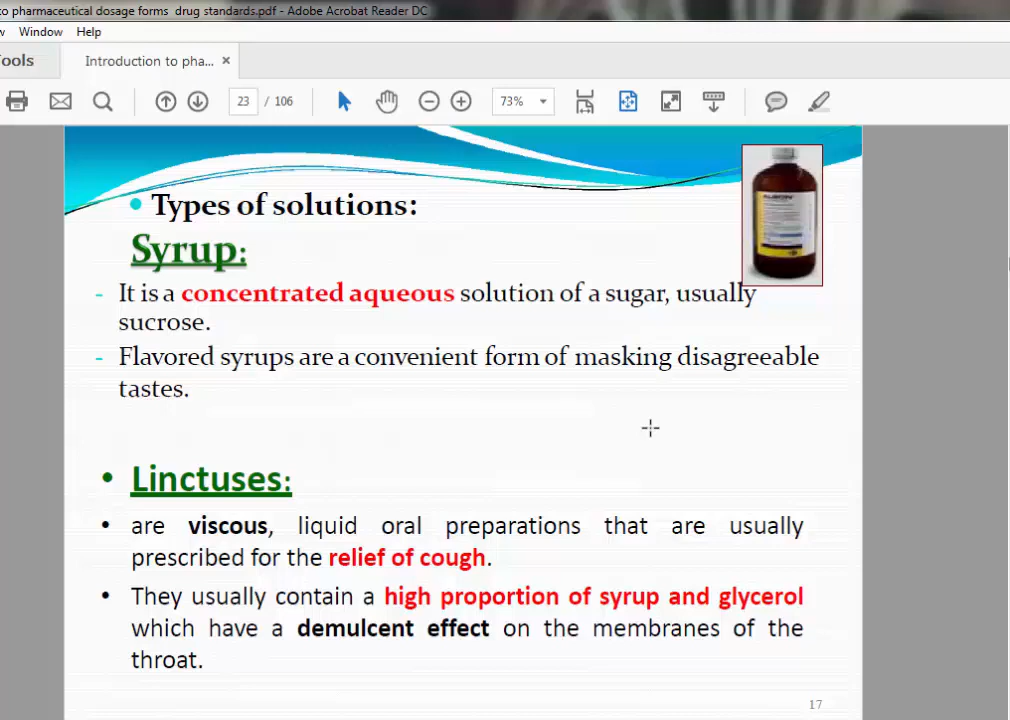 to pharmaceutical dosage forms drug standards.pdf - Adobe Acrobat Reader DC
w Window Help
ools Introduction to pha... ×
23 / 106 73%
• Types of solutions:
Syrup:
- It is a concentrated aqueous solution of a sugar, usually
sucrose.
- Flavored syrups are a convenient form of masking disagreeable
tastes.
• Linctuses:
• are viscous, liquid oral preparations that are usually
prescribed for the relief of cough.
• They usually contain a high proportion of syrup and glycerol
which have a demulcent effect on the membranes of the
throat.
17